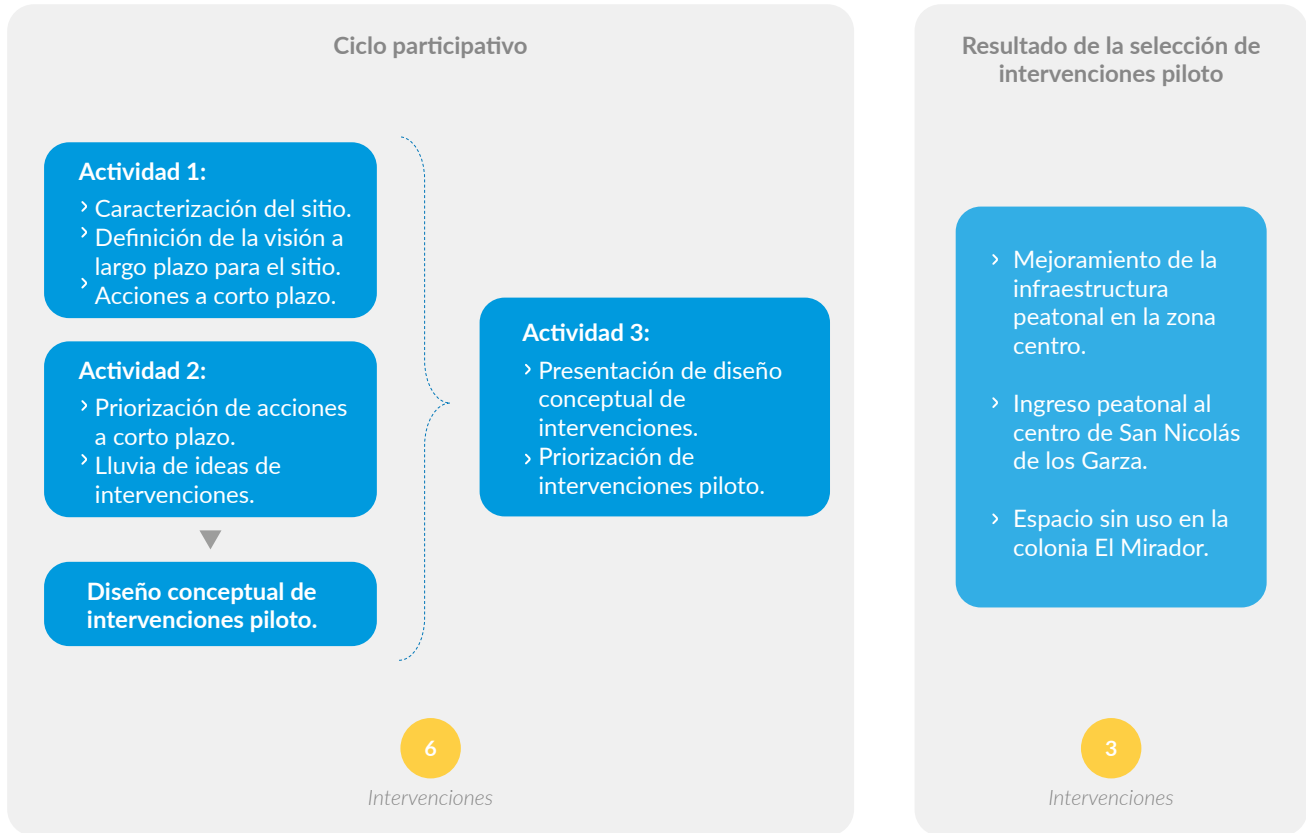 Ciclo participativo
Actividad 1:
› Caracterización del sitio.
› Definición de la visión a
largo plazo para el sitio.
› Acciones a corto plazo.
Actividad 2:
› Priorización de acciones
a corto plazo.
› Lluvia de ideas de
intervenciones.
Diseño conceptual de
intervenciones piloto.
Actividad 3:
› Presentación de diseño
conceptual de
intervenciones.
› Priorización de
intervenciones piloto.
6
Intervenciones
Resultado de la selección de
intervenciones piloto
› Mejoramiento de la
infraestructura
peatonal en la zona
centro.
› Ingreso peatonal al
centro de San Nicolás
de los Garza.
› Espacio sin uso en la
colonia El Mirador.
3
Intervenciones